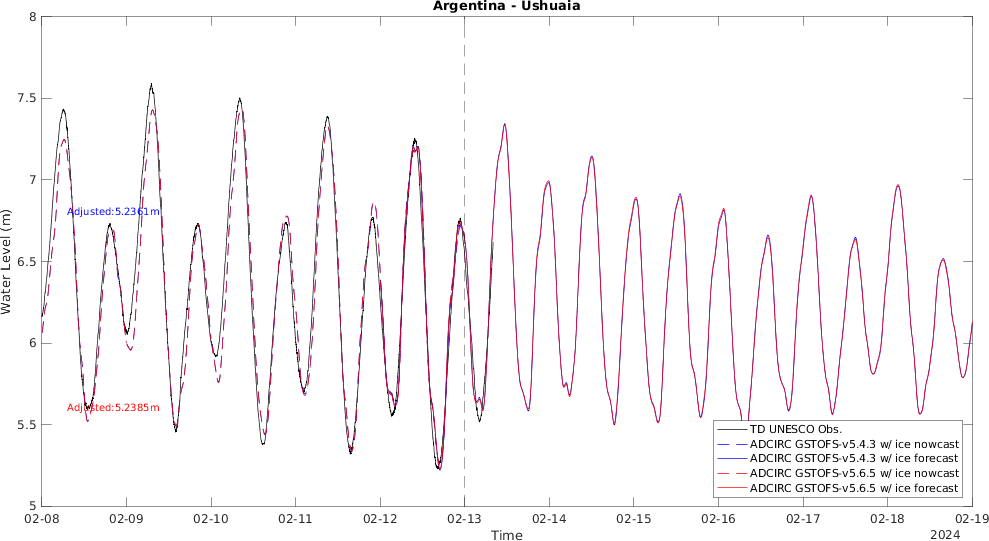 Argentina - Ushuaia
8
7.5
7
6.5
6
5.5
5
Water Level (m)
Adjusted:5.2361m
Adjusted:5.2385m
TD UNESCO Obs.
ADCIRC GSTOFS-v5.4.3 w/ ice nowcast
ADCIRC GSTOFS-v5.4.3 w/ ice forecast
ADCIRC GSTOFS-v5.6.5 w/ ice nowcast
ADCIRC GSTOFS-v5.6.5 w/ ice forecast
02-08 02-09 02-10 02-11 02-12 02-13 02-14 02-15 02-16 02-17 02-18 02-19
Time
2024